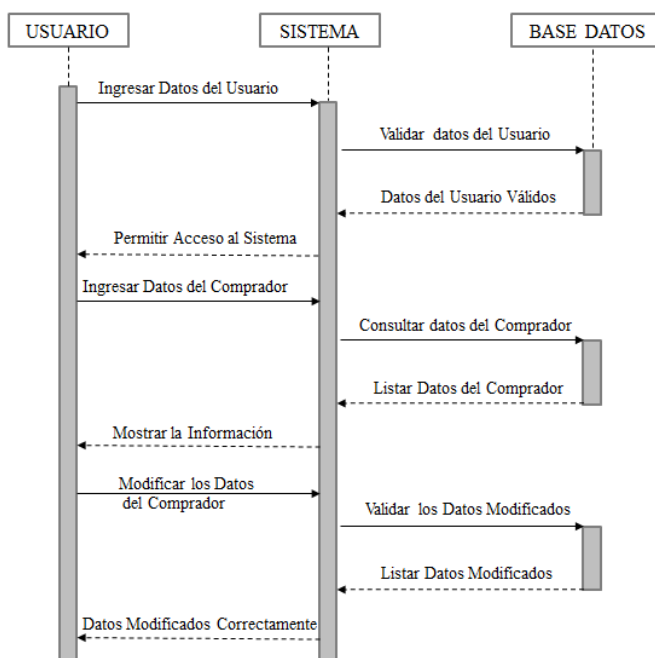 USUARIO
SISTEMA
BASE DATOS
Ingresar Datos del Usuario
Validar datos del Usuario
Datos del Usuario Válidos
Permitir Acceso al Sistema
Ingresar Datos del Comprador
Consultar datos del Comprador
Listar Datos del Comprador
Mostrar la Información
Modificar los Datos
del Comprador
Validar los Datos Modificados
Listar Datos Modificados
Datos Modificados Correctamente